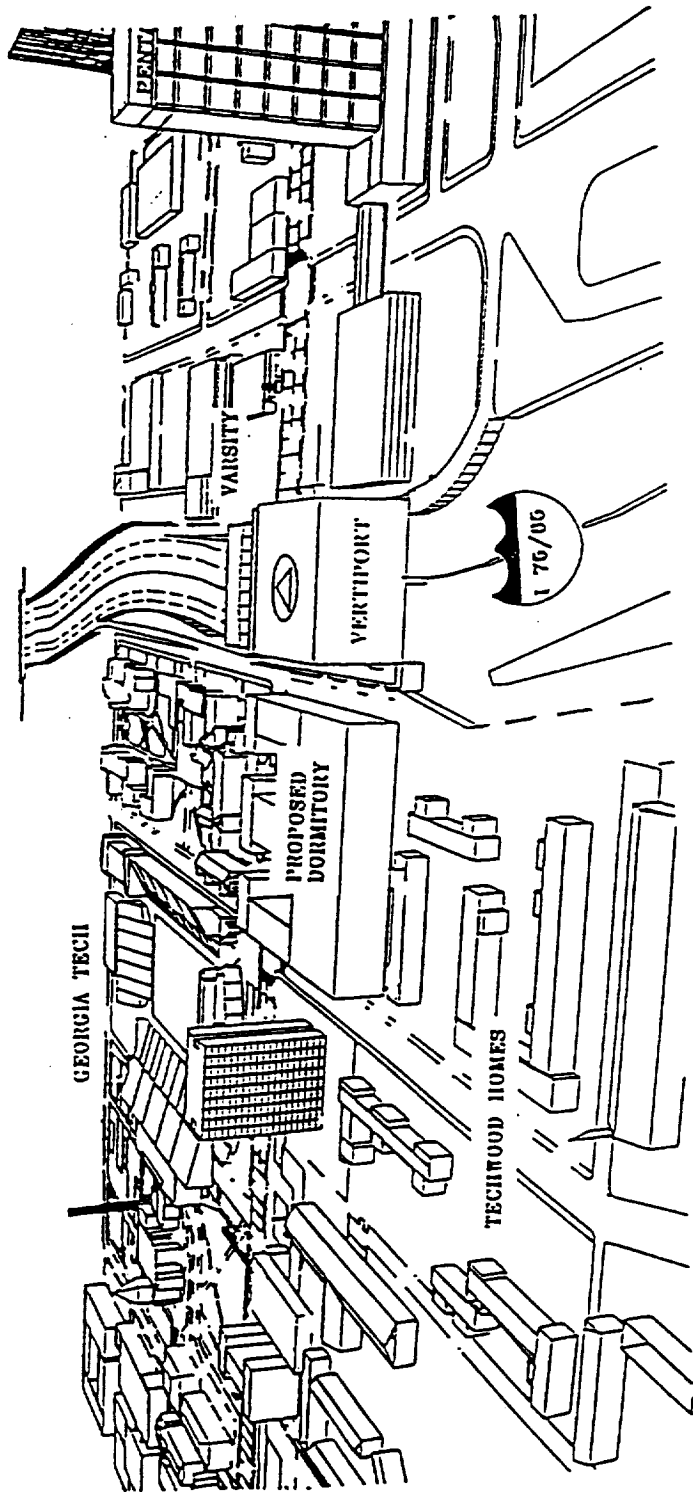 GEORGIA TECH
VARSITY
VERTIPORT
PROPOSED
DORMITORY
I 75/85
TECHWOOD HOMES